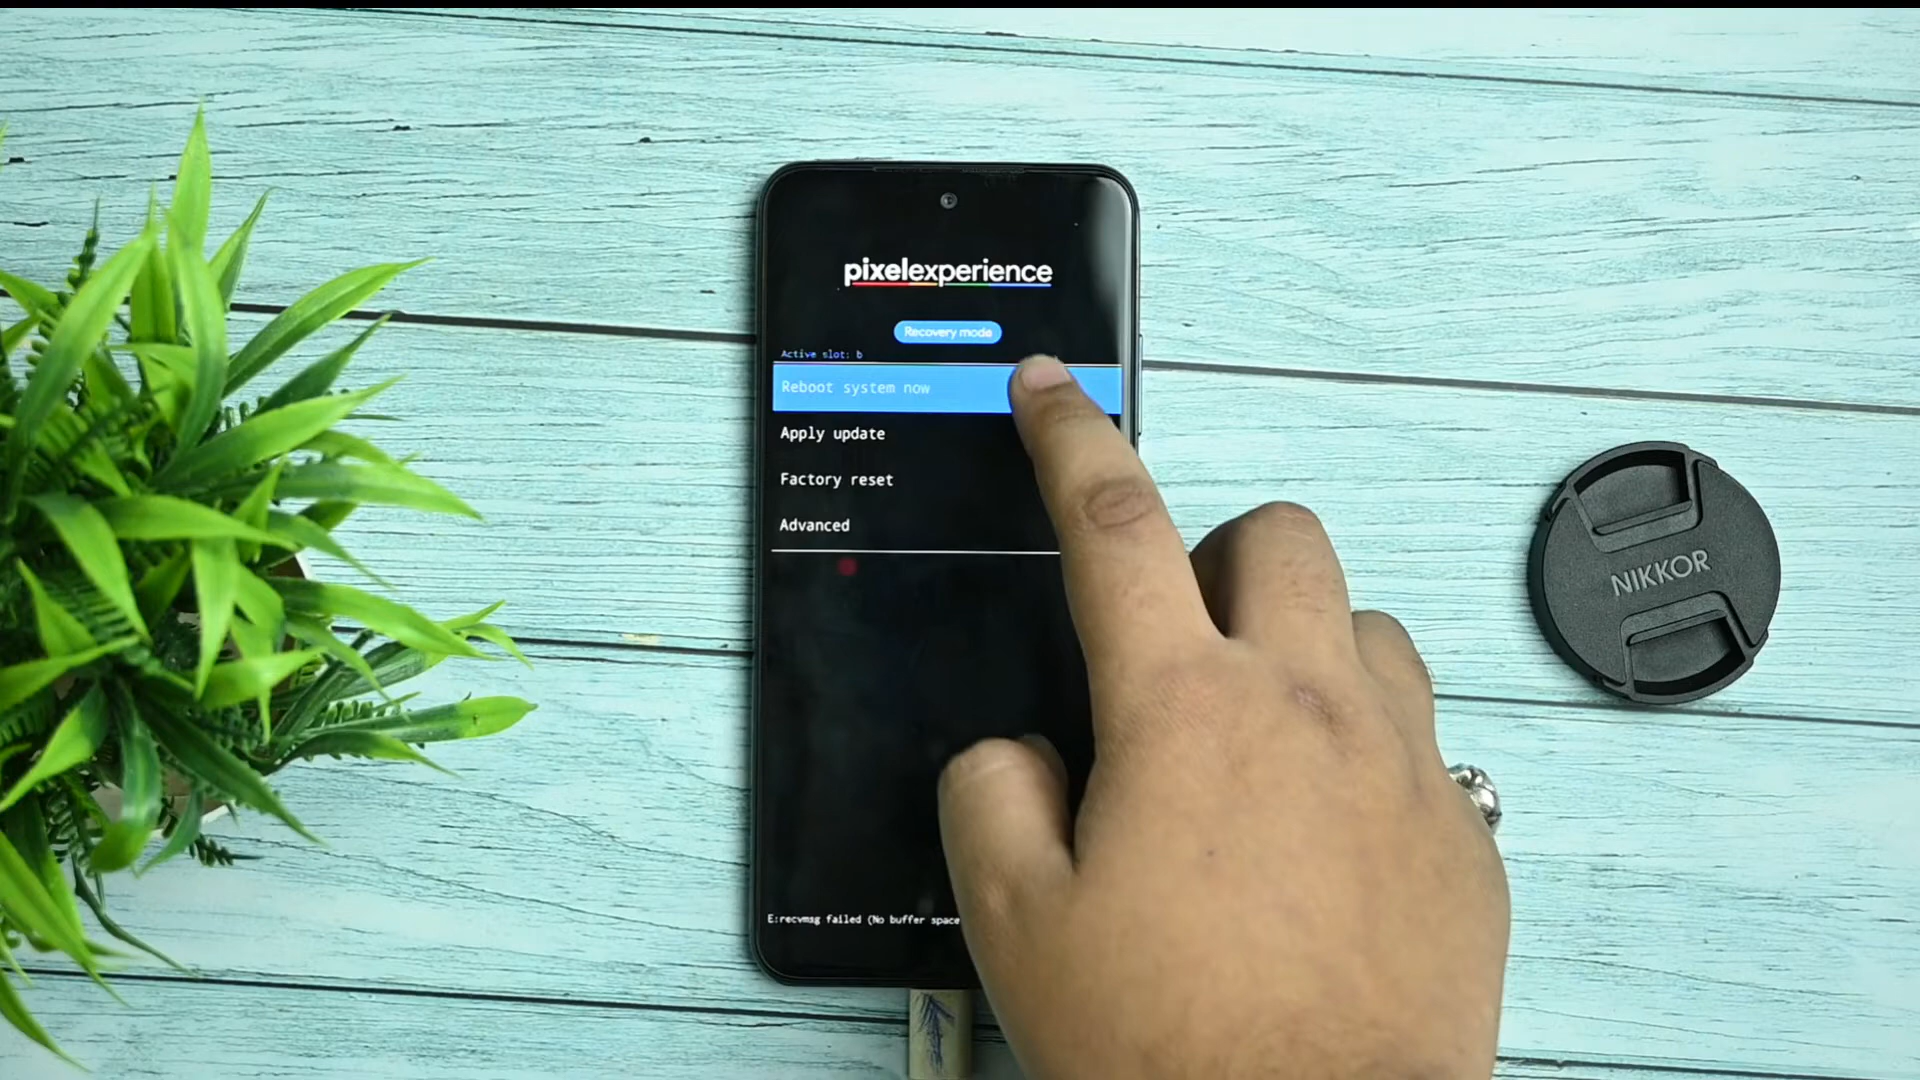 pixelexperience
Recovery mode
Active slot: b
Reboot system now
Apply update
Factory reset
Advanced
E:recvmsg failed (No buffer space
NIKKOR